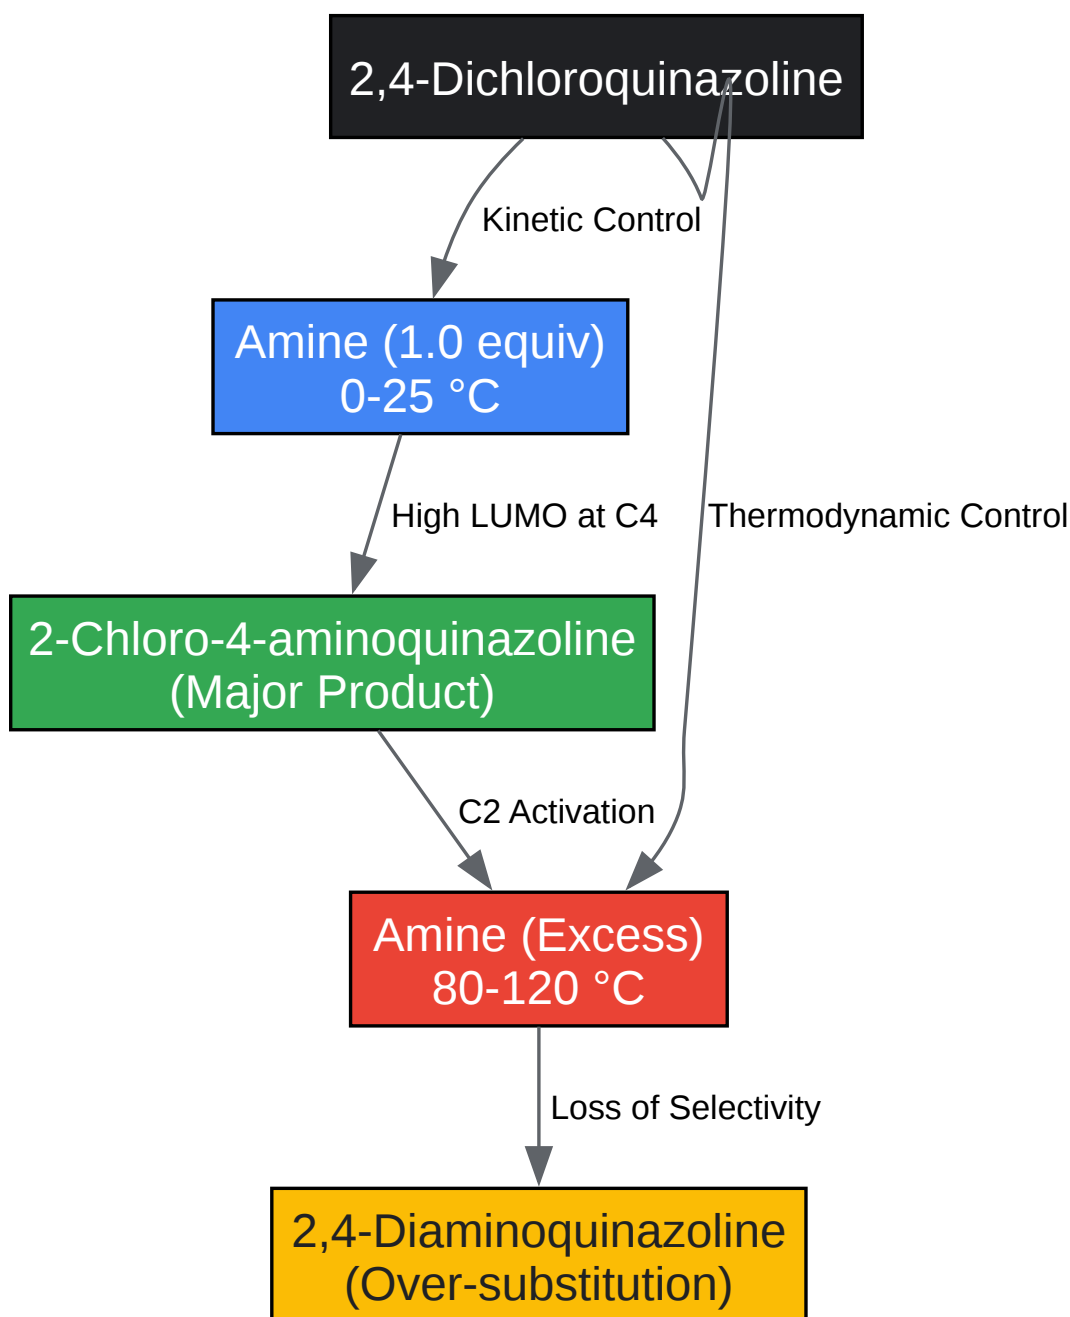 2,4-Dichloroquinazoline
Kinetic Control
Amine (1.0 equiv)
0-25 °C
High LUMO at C4
Thermodynamic Control
2-Chloro-4-aminoquinazoline
(Major Product)
C2 Activation
Amine (Excess)
80-120 °C
Loss of Selectivity
2,4-Diaminoquinazoline
(Over-substitution)